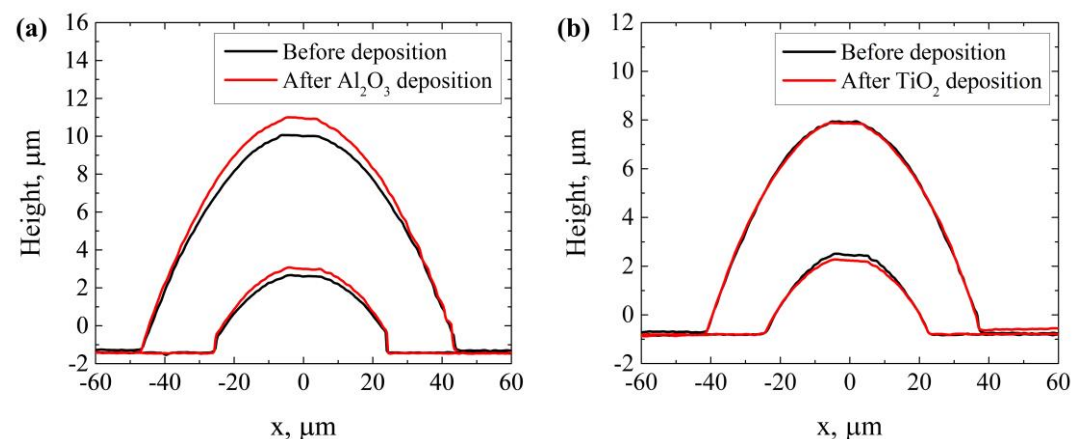 (a)
Before deposition
After Al₂O₃ deposition
Height, μm
16
14
12
10
8
6
4
2
0
-2
-60 -40 -20 0 20 40 60
x, μm
(b)
Before deposition
After TiO₂ deposition
Height, μm
12
10
8
6
4
2
0
-2
-60 -40 -20 0 20 40 60
x, μm